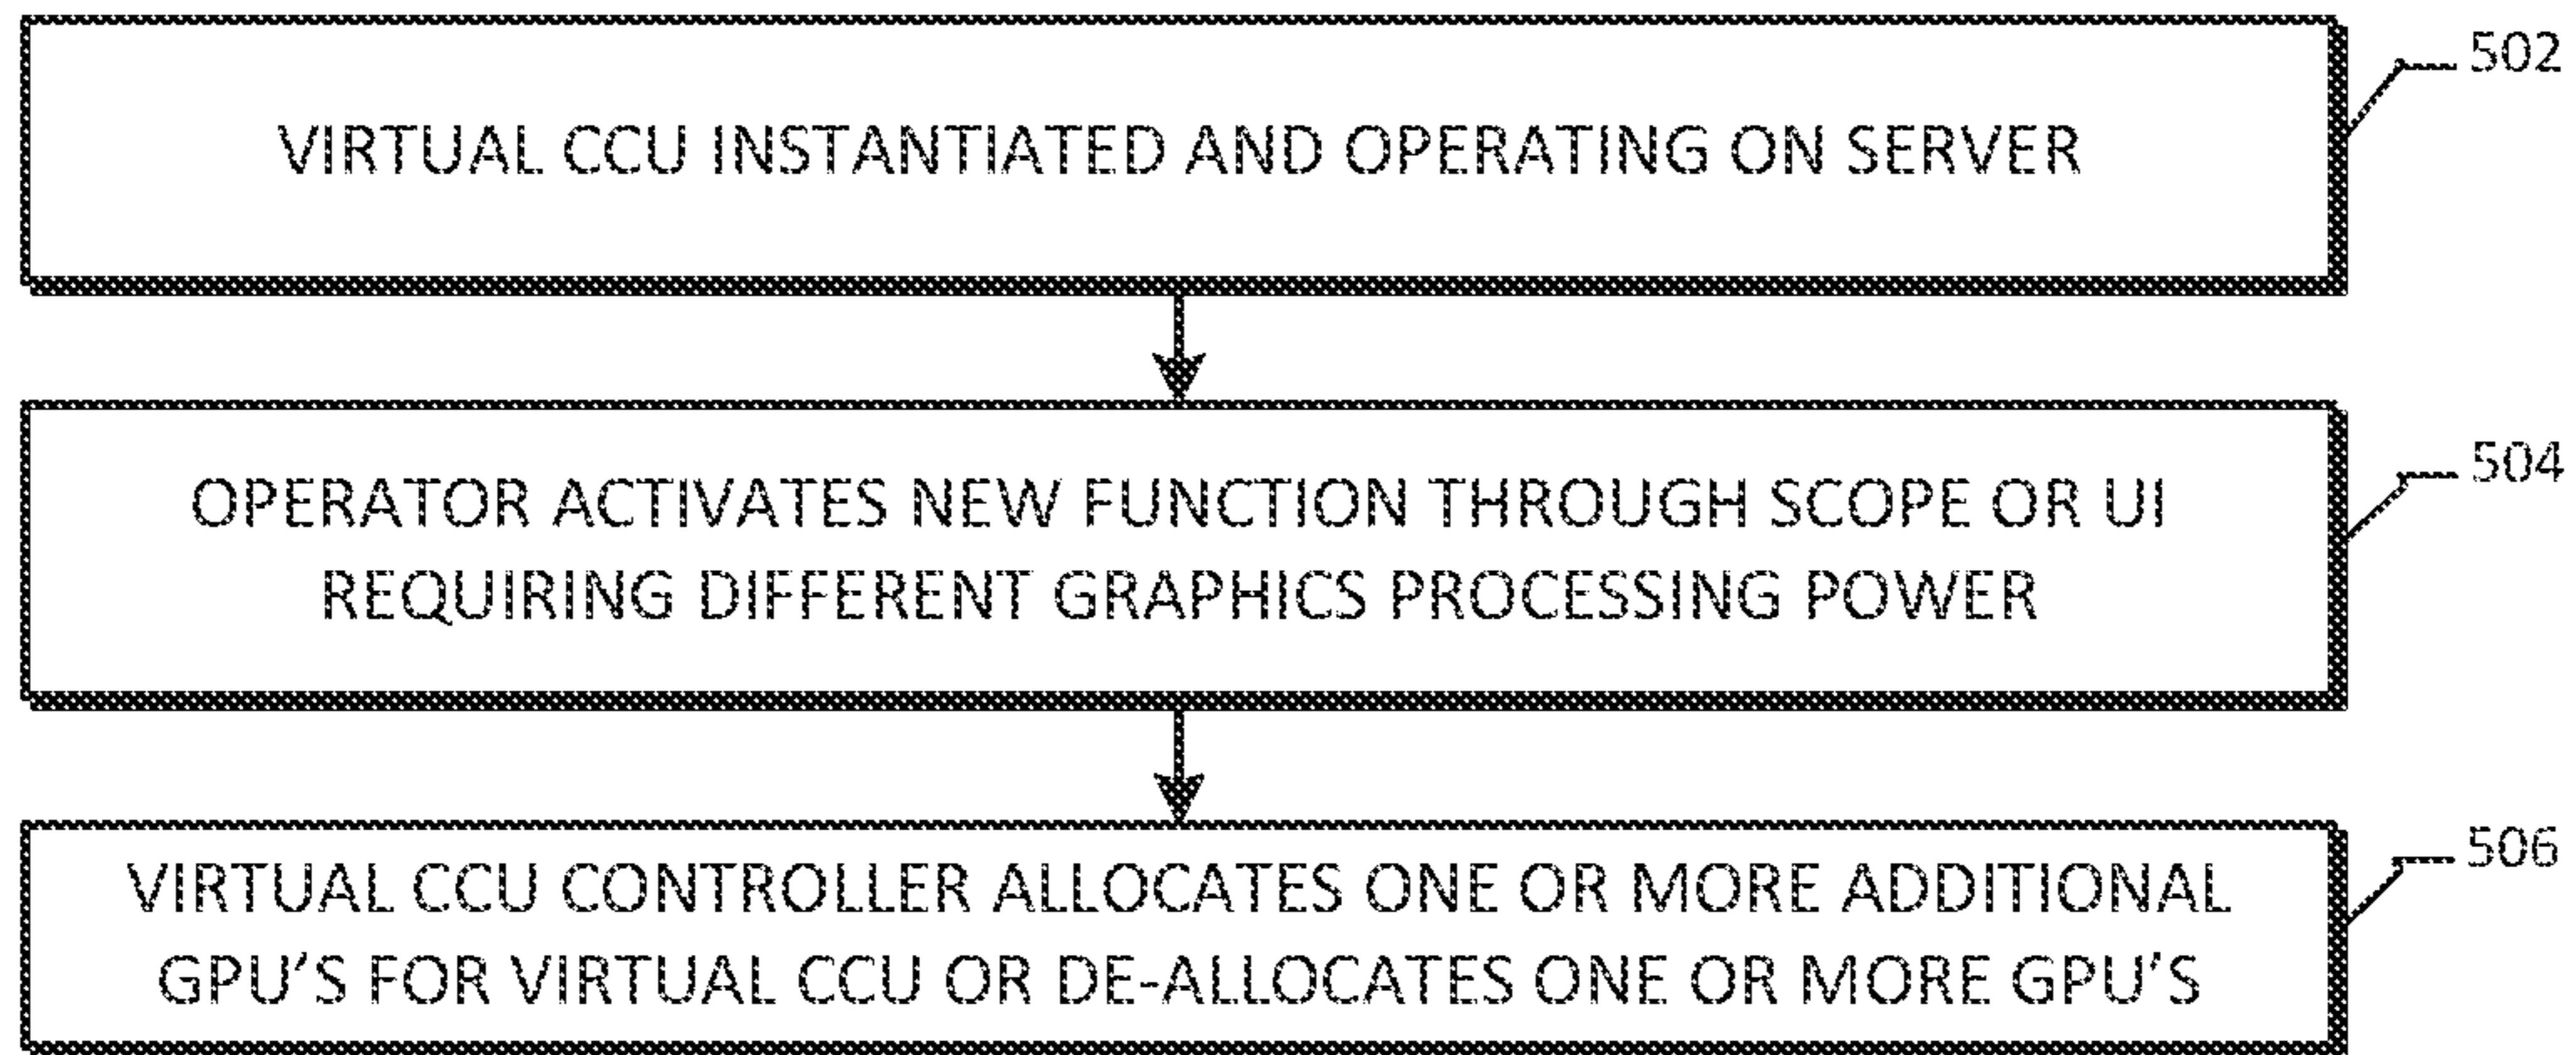 502
VIRTUAL CCU INSTANTIATED AND OPERATING ON SERVER
504
OPERATOR ACTIVATES NEW FUNCTION THROUGH SCOPE OR UI
REQUIRING DIFFERENT GRAPHICS PROCESSING POWER
506
VIRTUAL CCU CONTROLLER ALLOCATES ONE OR MORE ADDITIONAL
GPU'S FOR VIRTUAL CCU OR DE-ALLOCATES ONE OR MORE GPU'S